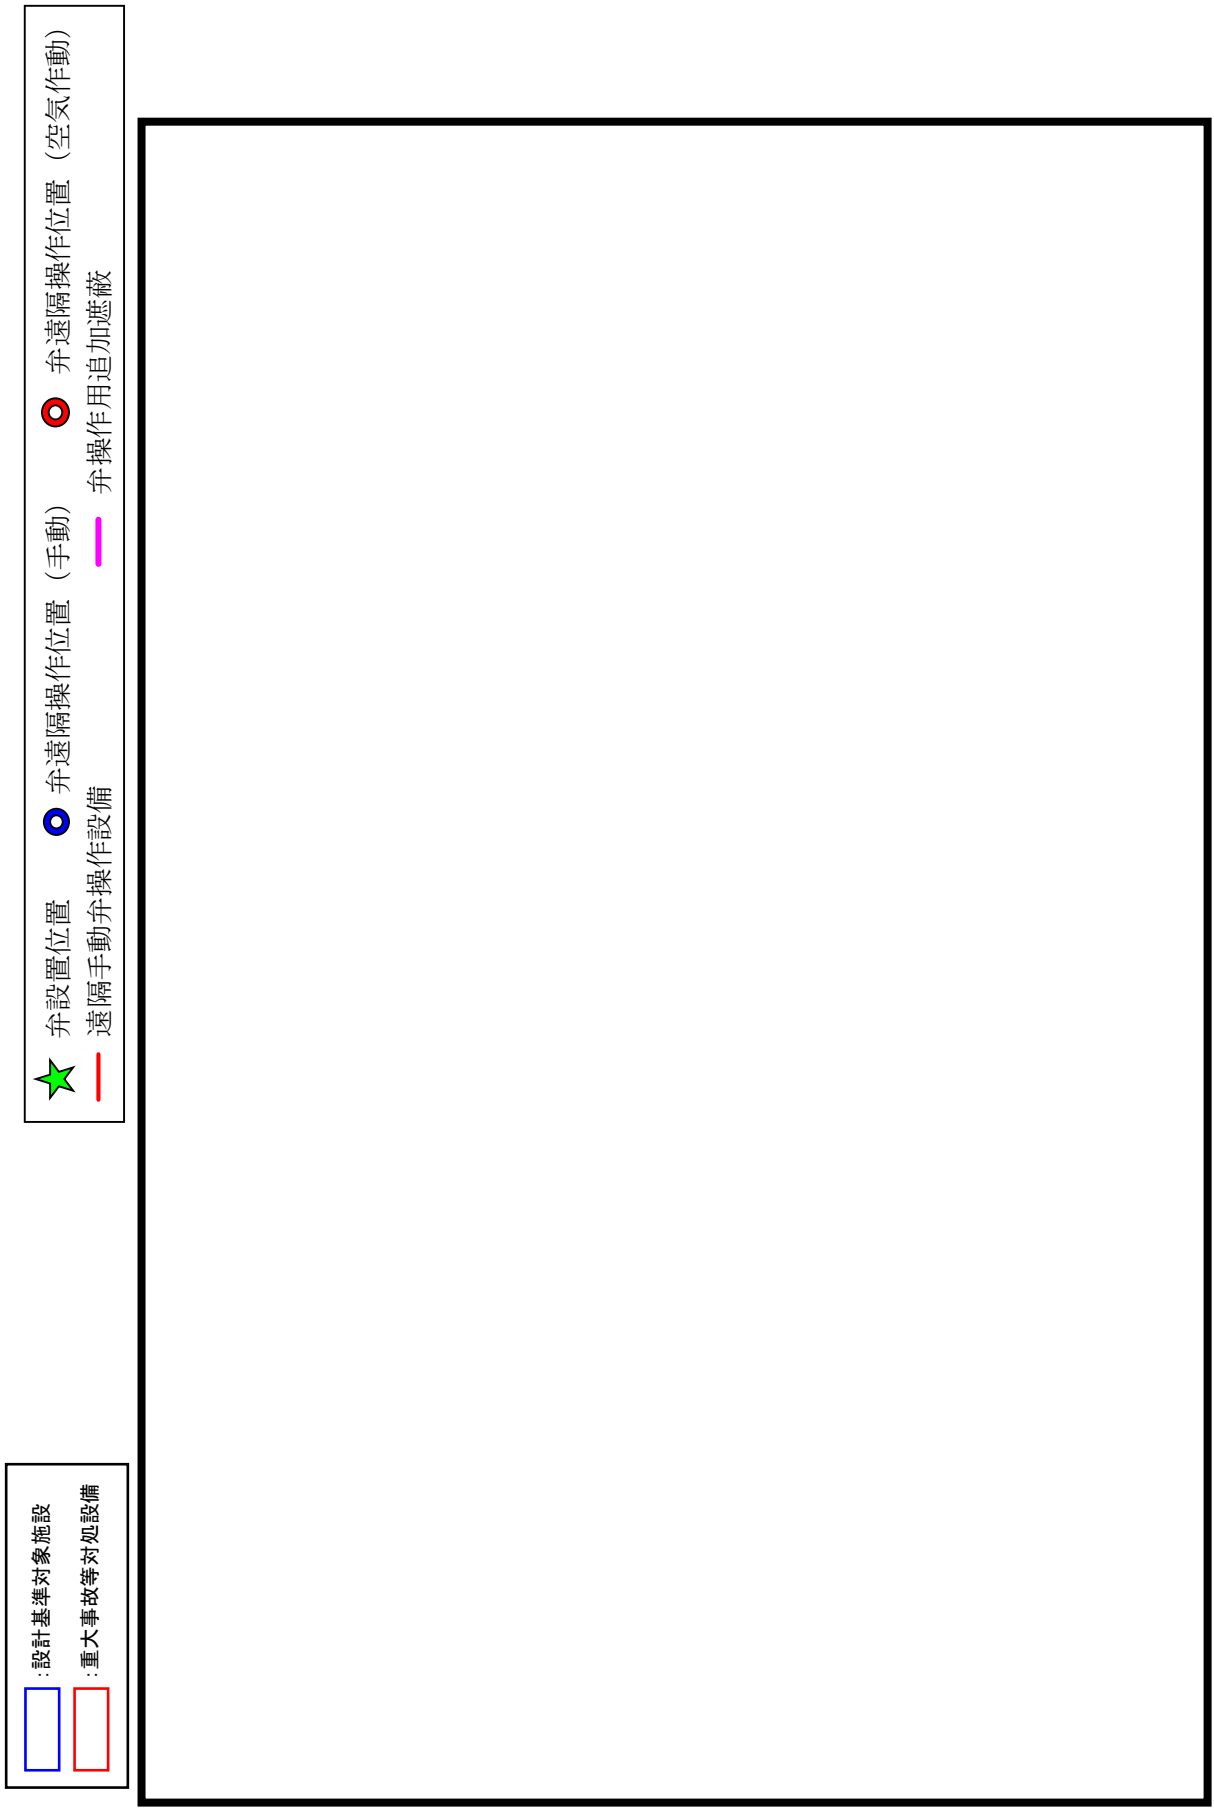 :設計基準対象施設
:重大事故等対処設備
弁設置位置 弁遠隔操作位置（手動） 弁遠隔操作位置（空気作動）
遠隔手動弁操作設備 弁操作用追加遮蔽